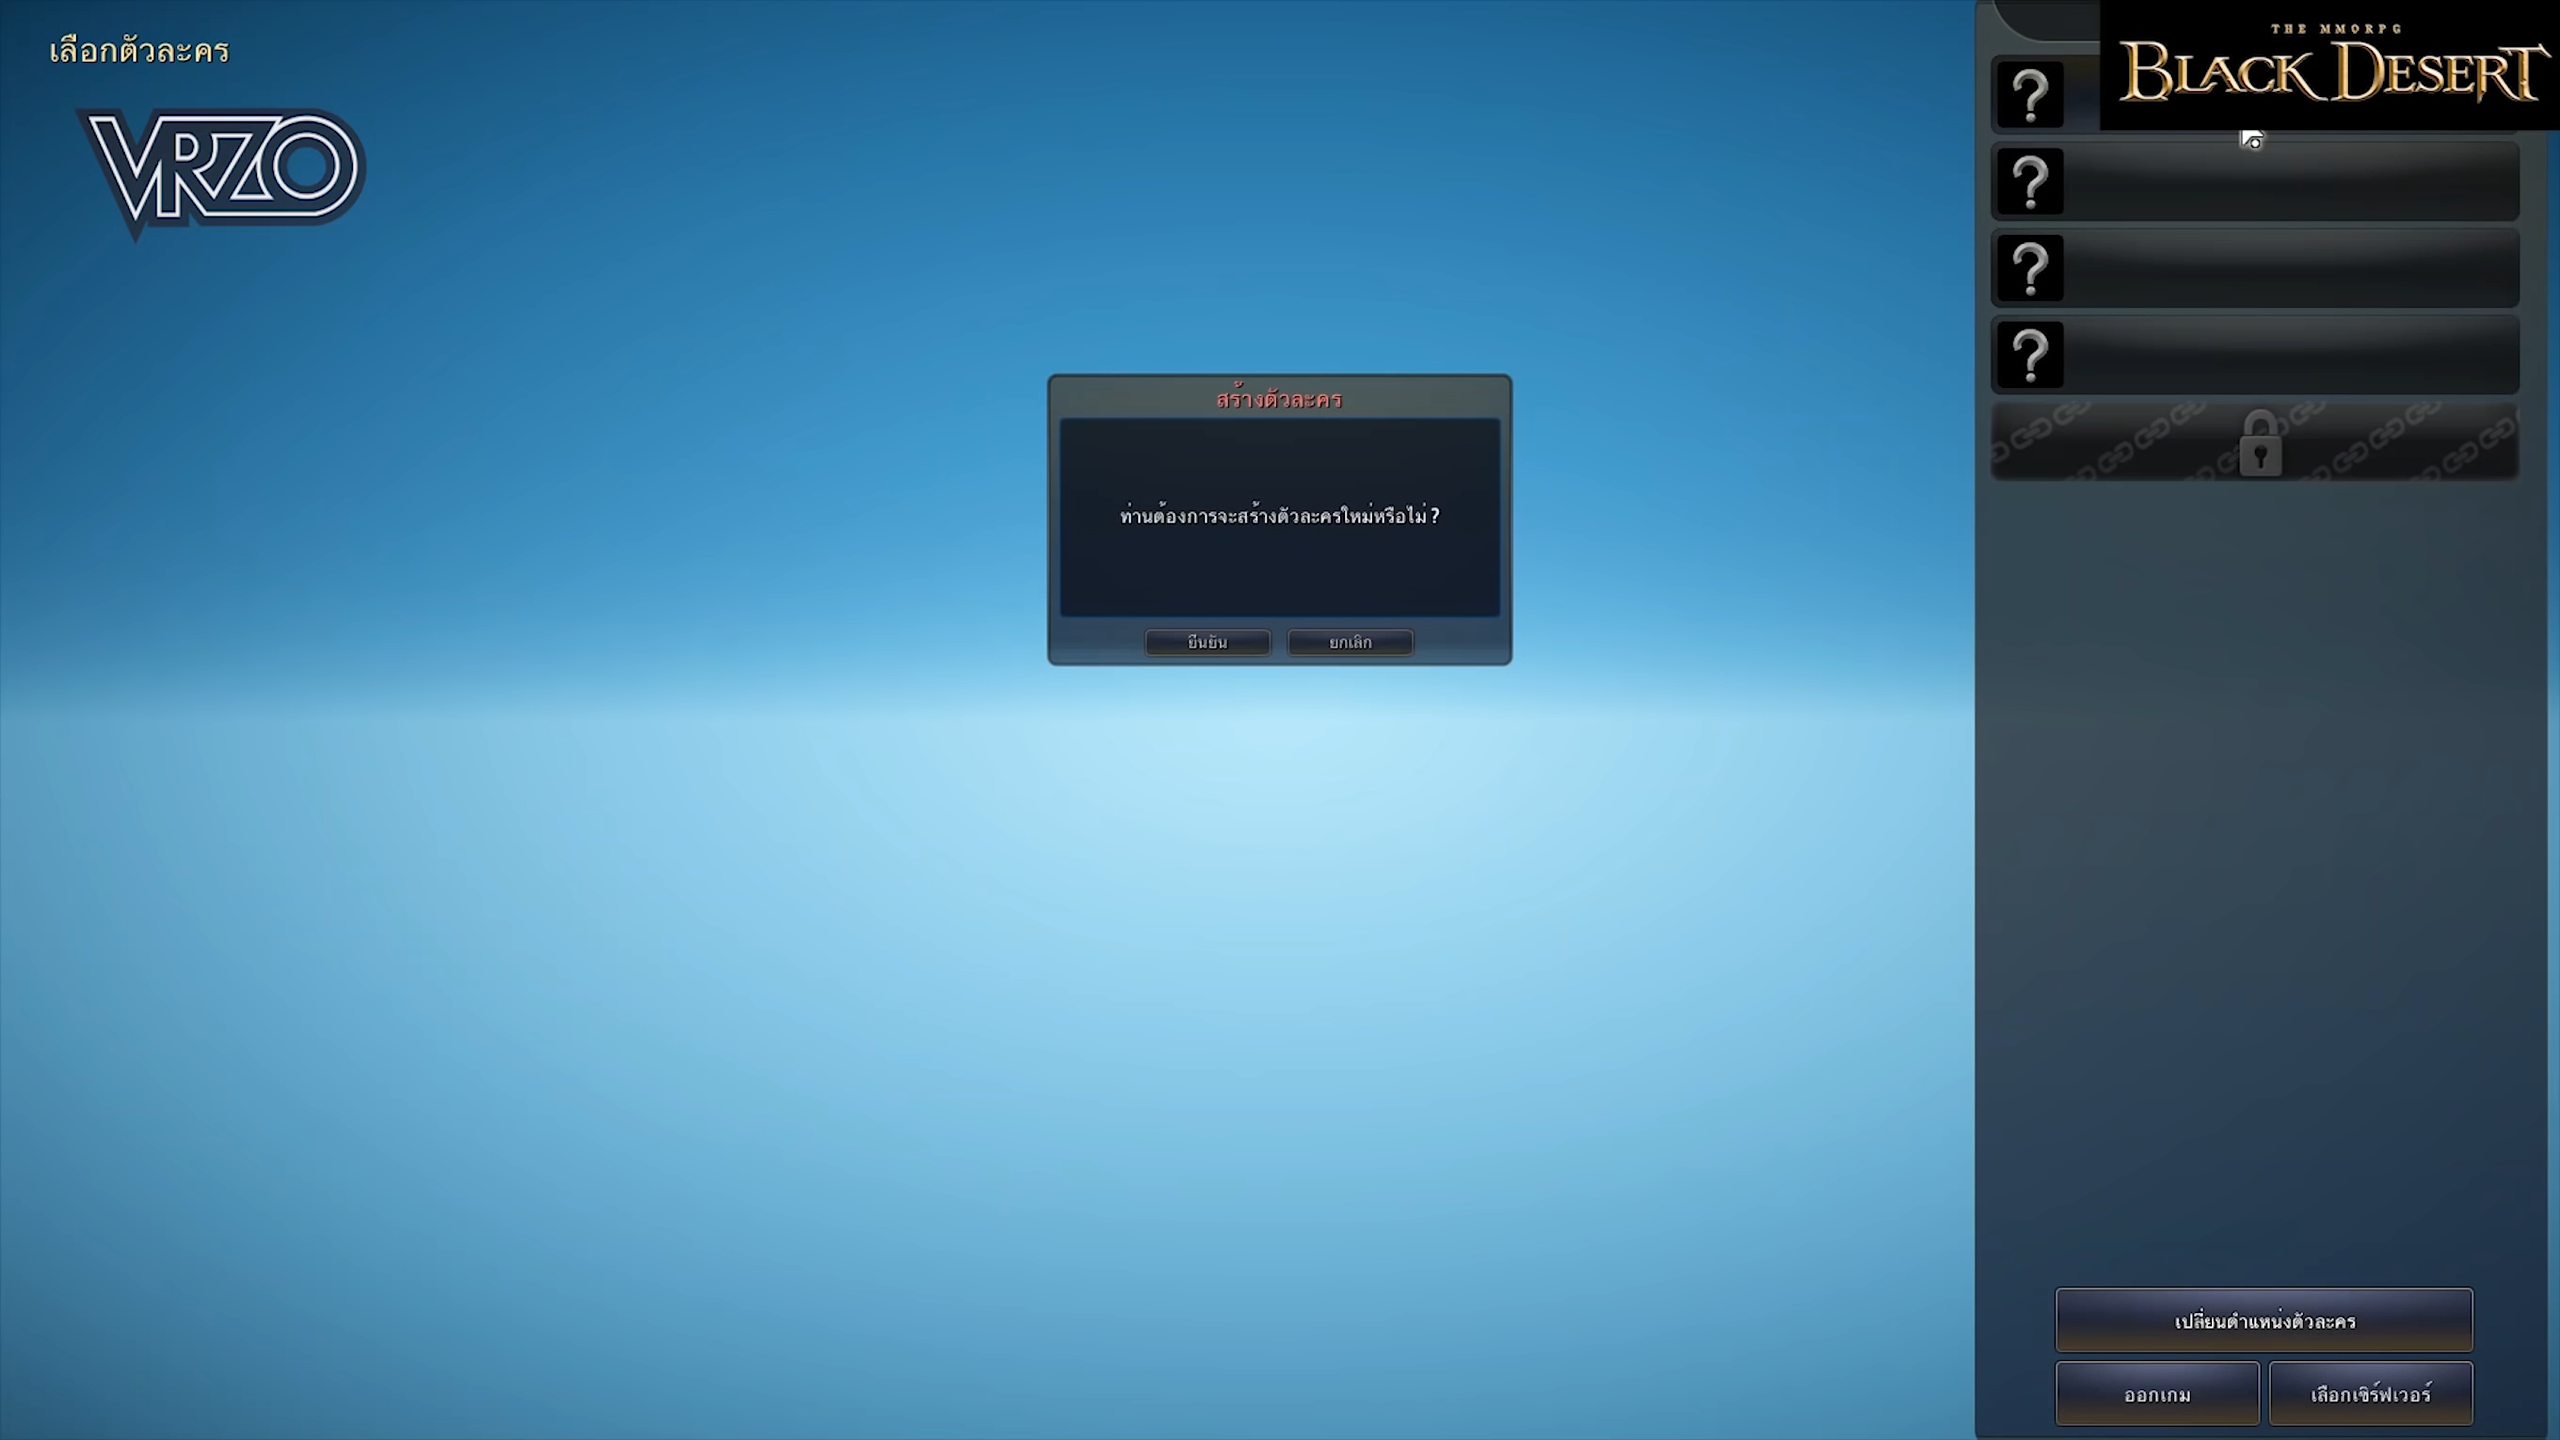 เลือกตัวละคร
VRZO
THE MMORPG
BLACK DESERT
สร้างตัวละคร
ท่านต้องการจะสร้างตัวละครใหม่หรือไม่ ?
ยืนยัน
ยกเลิก
เปลี่ยนตำแหน่งตัวละคร
ออกเกม
เลือกเซิร์ฟเวอร์